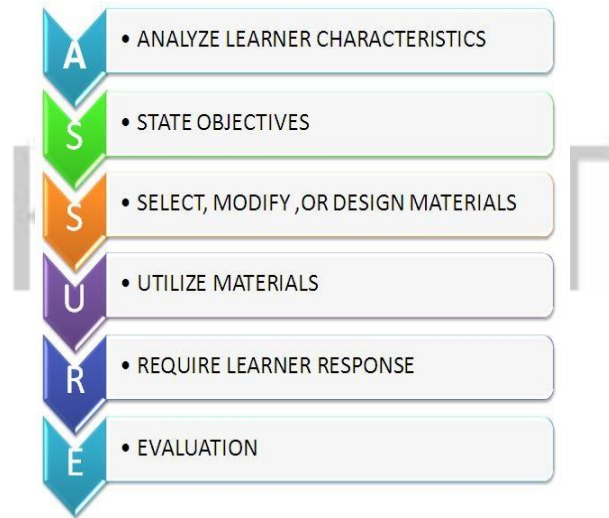 A
• ANALYZE LEARNER CHARACTERISTICS
S
• STATE OBJECTIVES
S
• SELECT, MODIFY ,OR DESIGN MATERIALS
U
• UTILIZE MATERIALS
R
• REQUIRE LEARNER RESPONSE
E
• EVALUATION